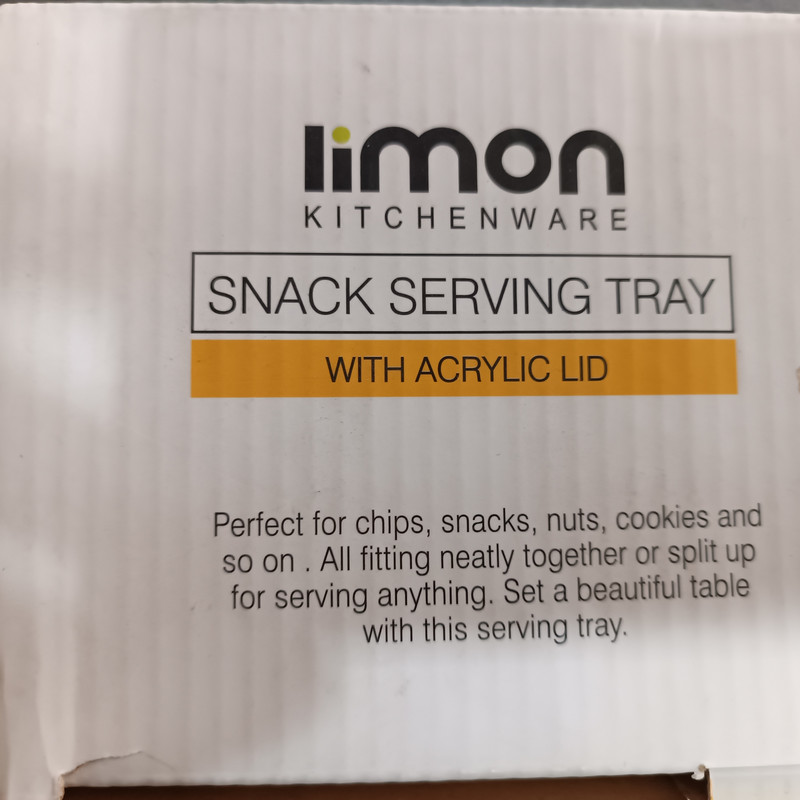 limon
KITCHENWARE
SNACK SERVING TRAY
WITH ACRYLIC LID
Perfect for chips, snacks, nuts, cookies and
so on . All fitting neatly together or split up
for serving anything. Set a beautiful table
with this serving tray.